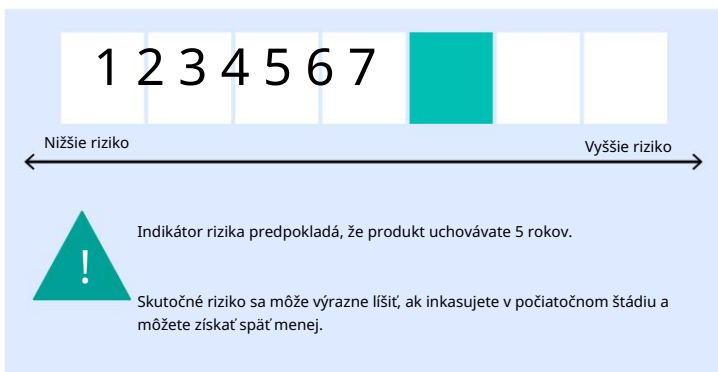 1 2 3 4 5 6 7
Nižšie riziko
Vyššie riziko
!
Indikátor rizika predpokladá, že produkt uchovávate 5 rokov.
Skutočné riziko sa môže výrazne líšiť, ak inkasujete v počiatočnom štádiu a
môžete získať späť menej.